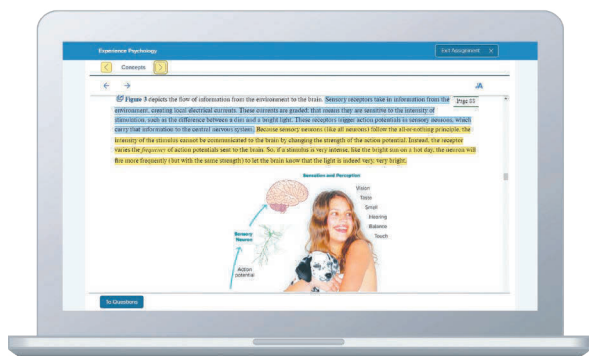 Experience Psychology
Exit Assignment X
Concepts
Figure 3 depicts the flow of information from the environment to the brain. Sensory receptors take in information from the
Page 83
environment, creating local electrical currents. These currents are graded; that means they are sensitive to the intensity of
stimulation, such as the difference between a dim and a bright light. These receptors trigger action potentials in sensory neurons, which
carry that information to the central nervous system. Because sensory neurons (like all neurons) follow the all-or-nothing principle, the
intensity of the stimulus cannot be communicated to the brain by changing the strength of the action potential. Instead, the receptor
varies the frequency of action potentials sent to the brain. So, if a stimulus is very intense, like the bright sun on a hot day, the neuron will
fire more frequently (but with the same strength) to let the brain know that the light is indeed very, very bright.
Sensation and Perception
Vision
Taste
Smell
Hearing
Balance
Touch
Sensory
Neuron
Action
potential
To Questions